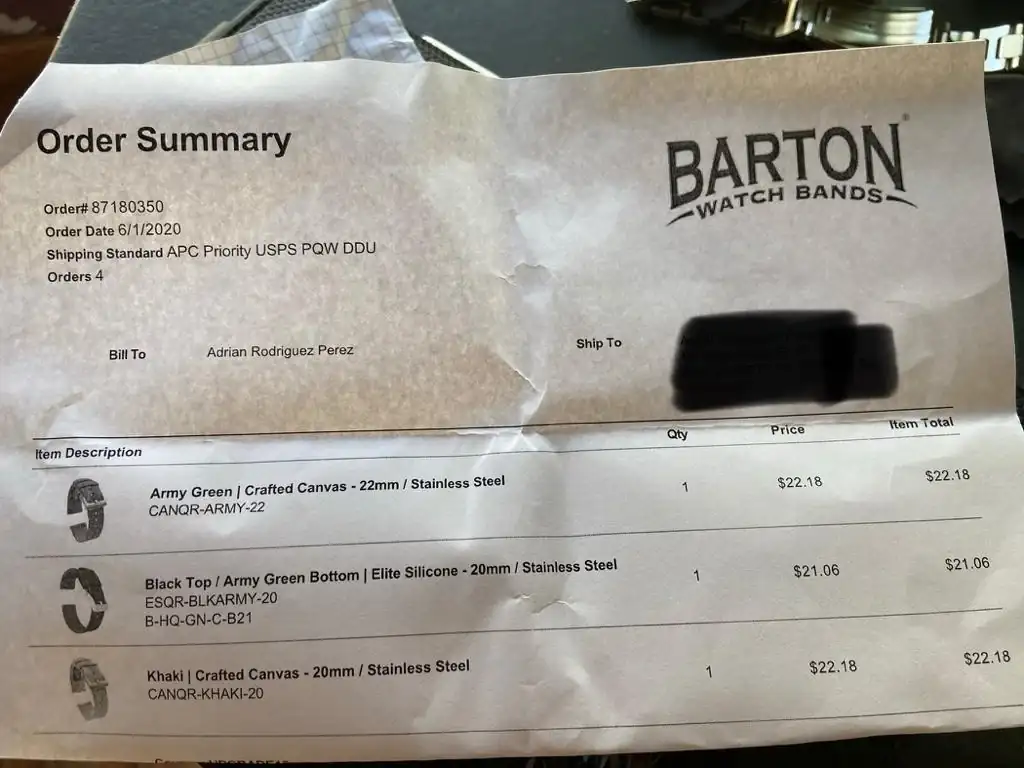 Order Summary
BARTON®
WATCH BANDS
Order# 87180350
Order Date 6/1/2020
Shipping Standard APC Priority USPS PQW DDU
Orders 4
Bill To Adrian Rodriguez Perez Ship To
Item Description Qty Price Item Total
Army Green | Crafted Canvas - 22mm / Stainless Steel 1 $22.18 $22.18
CANQR-ARMY-22
Black Top / Army Green Bottom | Elite Silicone - 20mm / Stainless Steel 1 $21.06 $21.06
ESQR-BLKARMY-20
B-HQ-GN-C-B21
Khaki | Crafted Canvas - 20mm / Stainless Steel 1 $22.18 $22.18
CANQR-KHAKI-20